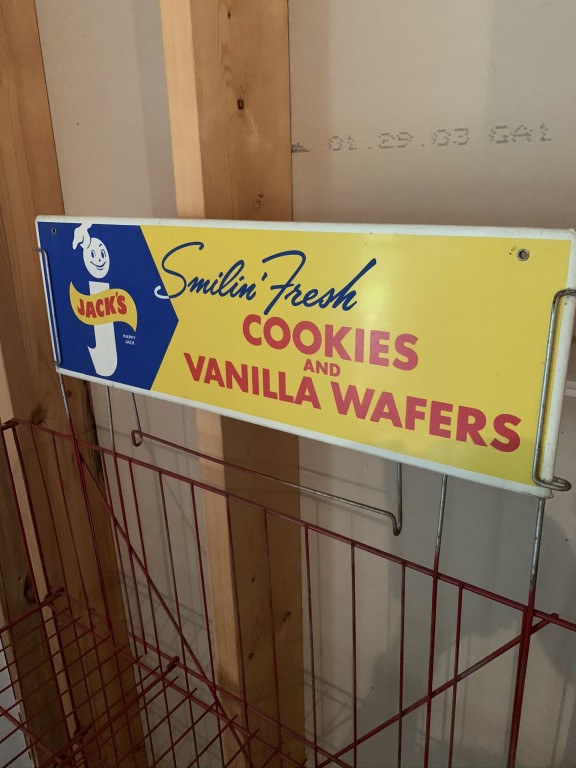 01.29.03 GA1
JACK'S
HAPPY
JACK
Smilin' Fresh
COOKIES
AND
VANILLA WAFERS